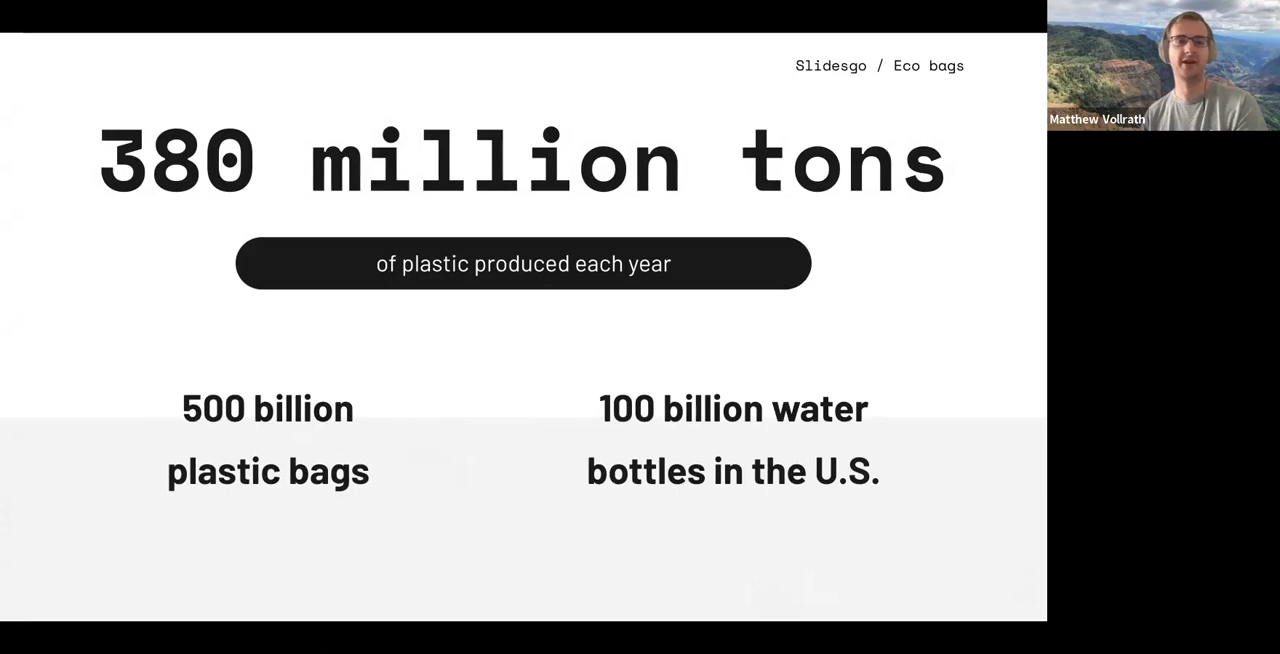 Slidesgo / Eco bags
380 million tons
of plastic produced each year
500 billion
plastic bags
100 billion water
bottles in the U.S.
Matthew Vollrath